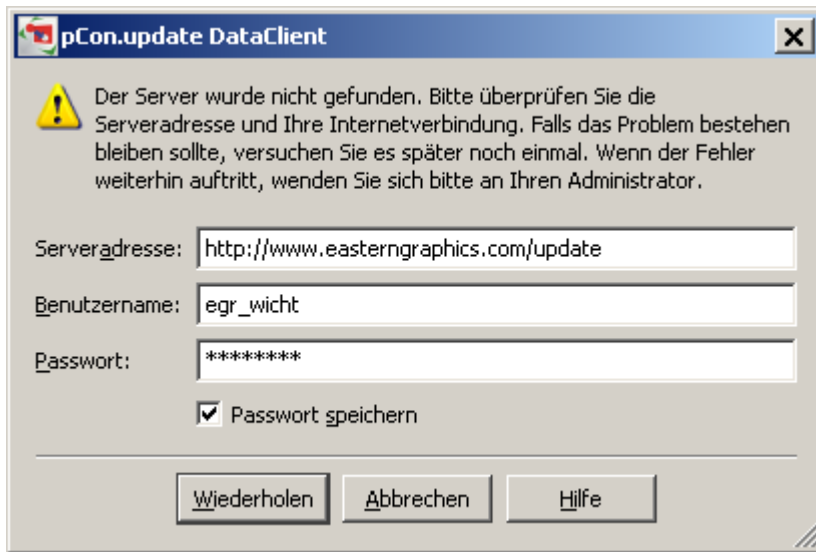 pCon.update DataClient
Der Server wurde nicht gefunden. Bitte überprüfen Sie die
Serveradresse und Ihre Internetverbindung. Falls das Problem bestehen
bleiben sollte, versuchen Sie es später noch einmal. Wenn der Fehler
weiterhin auftritt, wenden Sie sich bitte an Ihren Administrator.
Serveradresse: http://www.easterngraphics.com/update
Benutzername: egr_wicht
Passwort: ********
Passwort speichern
Wiederholen Abbrechen Hilfe